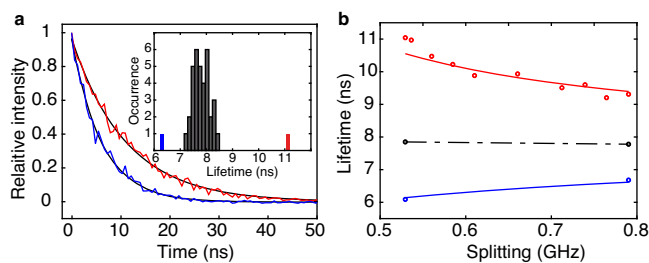 a
Relaitive intensity
1
0.8
0.6
0.4
0.2
0
0 10 20 30 40 50
Time (ns)
Occurrence
6
5
4
3
2
1
6 7 8 9 10 11 12
Lifetime (ns)
b
Lifetime (ns)
11
10
9
8
7
6
0.5 0.6 0.7 0.8
Splitting (GHz)